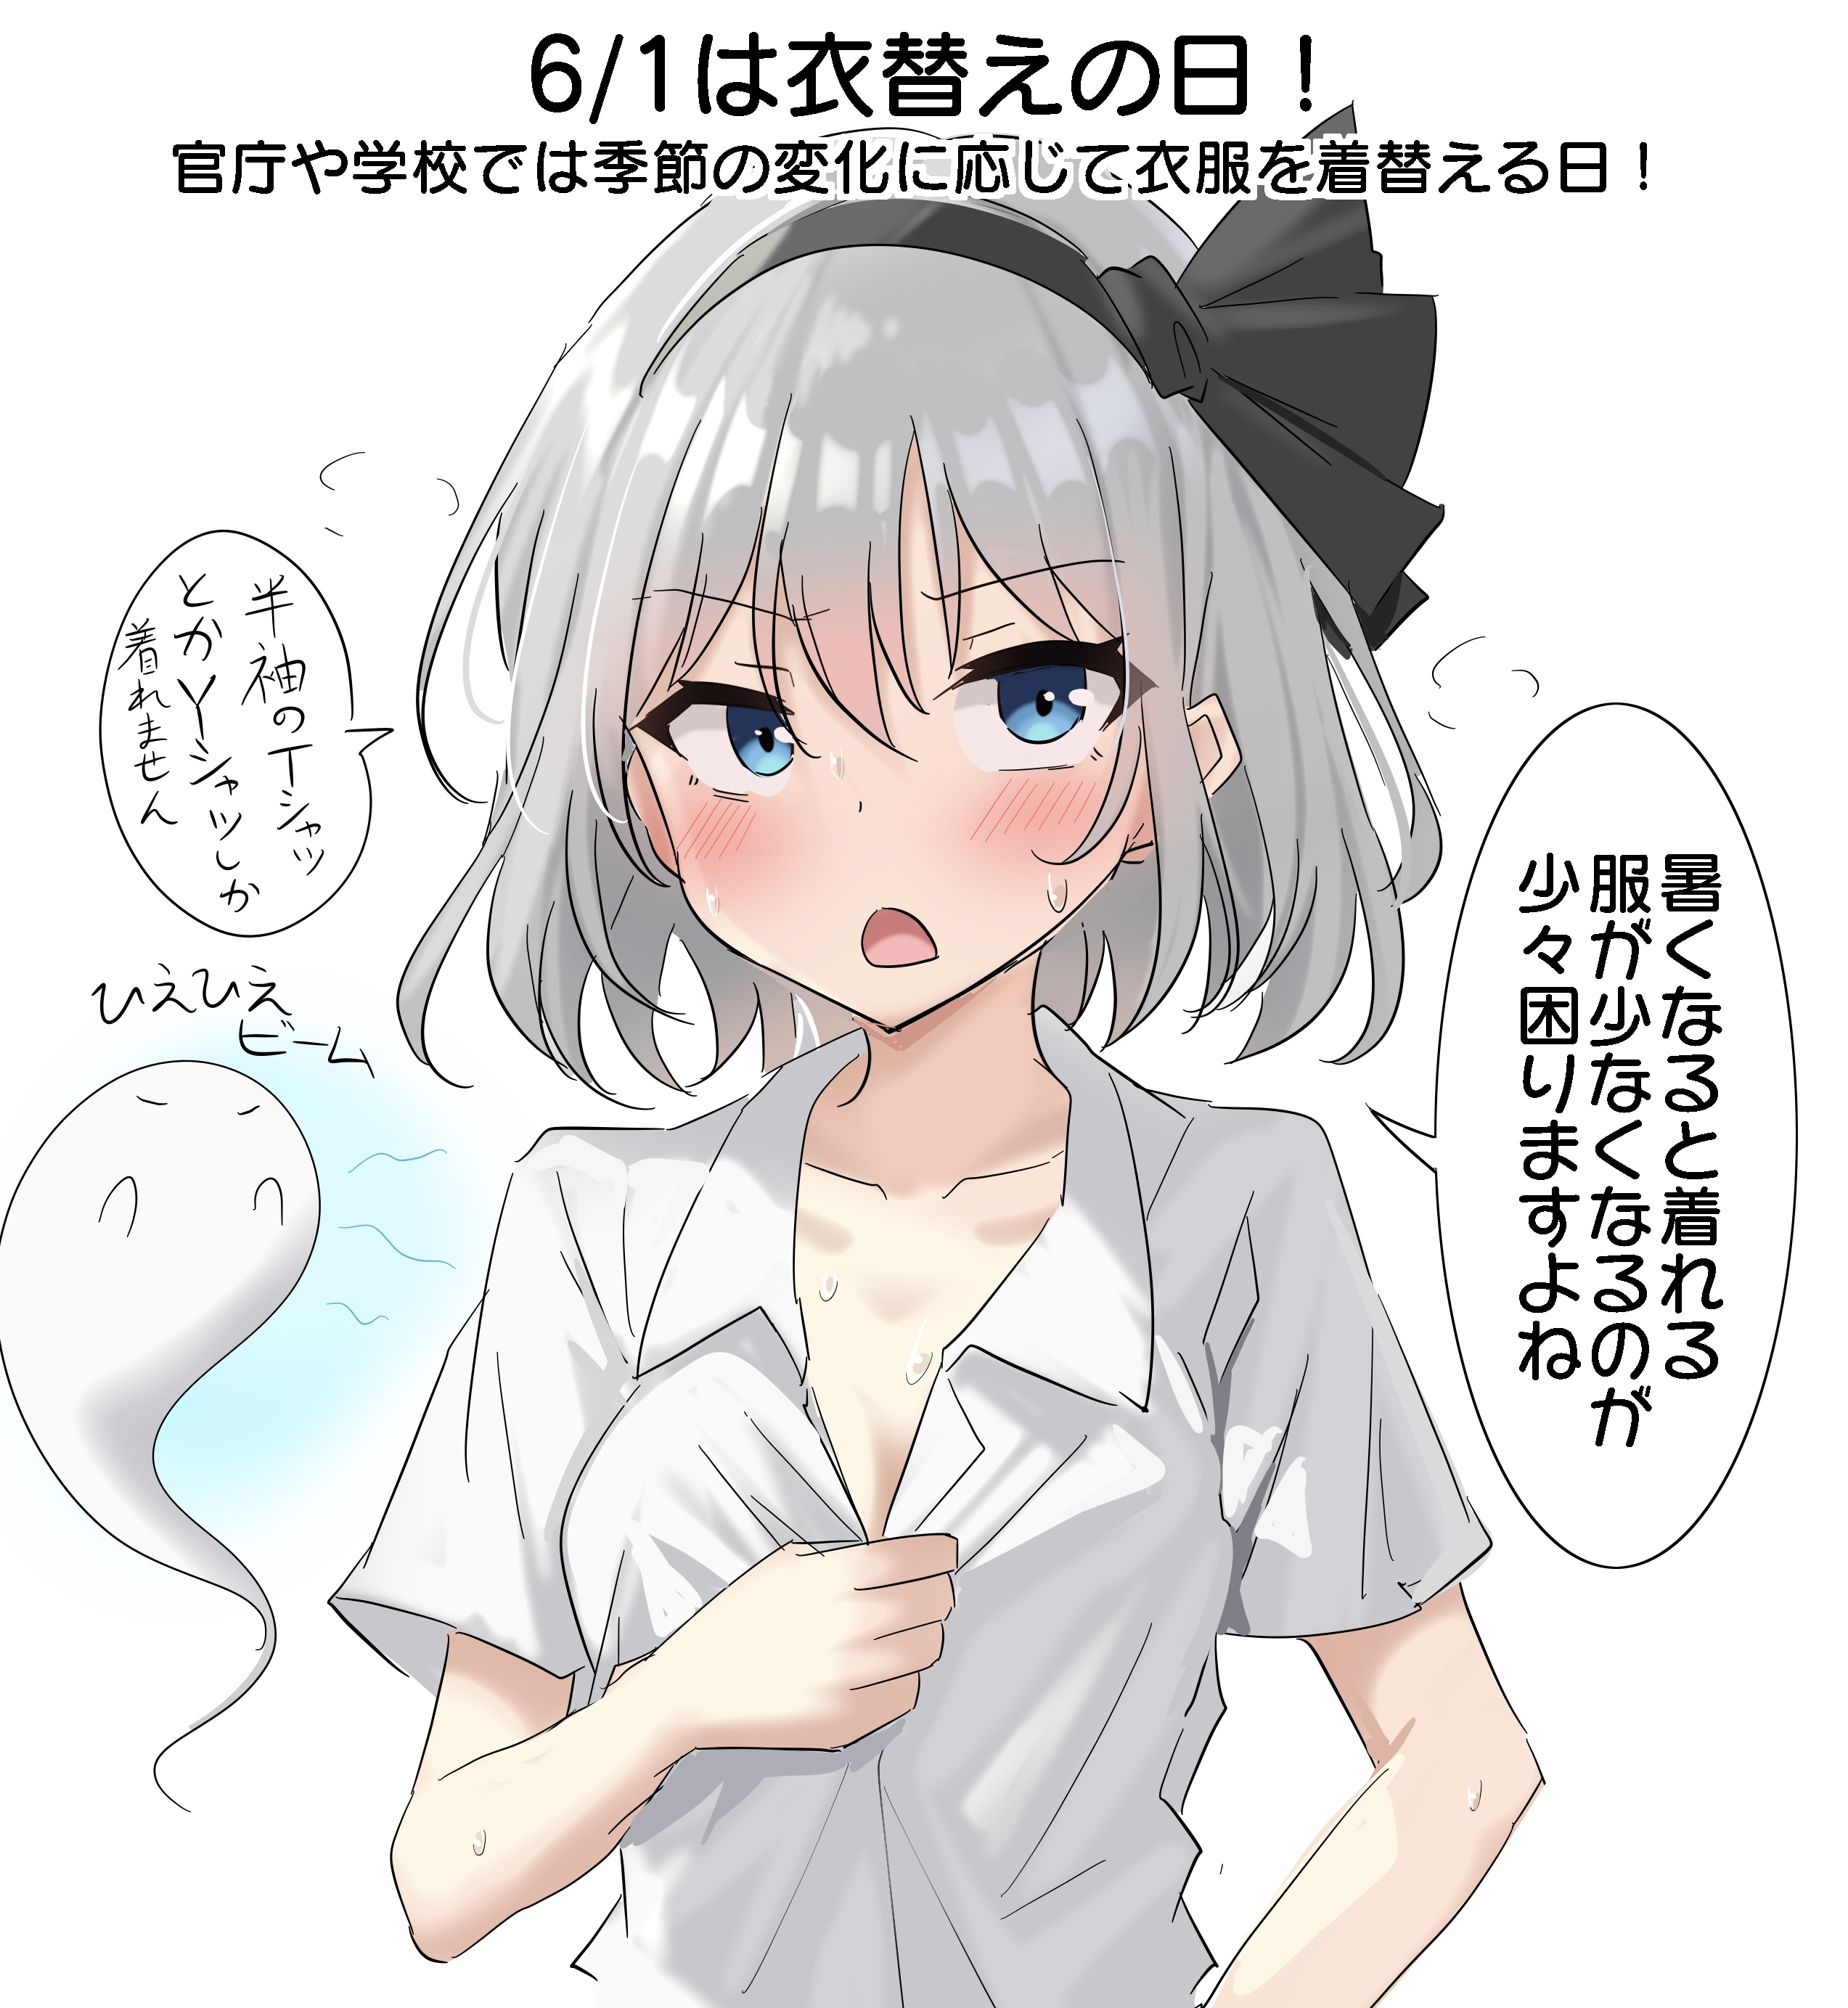 6/1は衣替えの日！
官庁や学校では季節の変化に応じて衣服を着替える日！
暑くなると着れる
服が少なくなるのが
少々困りますよね
半袖のTシャツ
とかYシャツしか
着れません
ひえひえ
ビーム